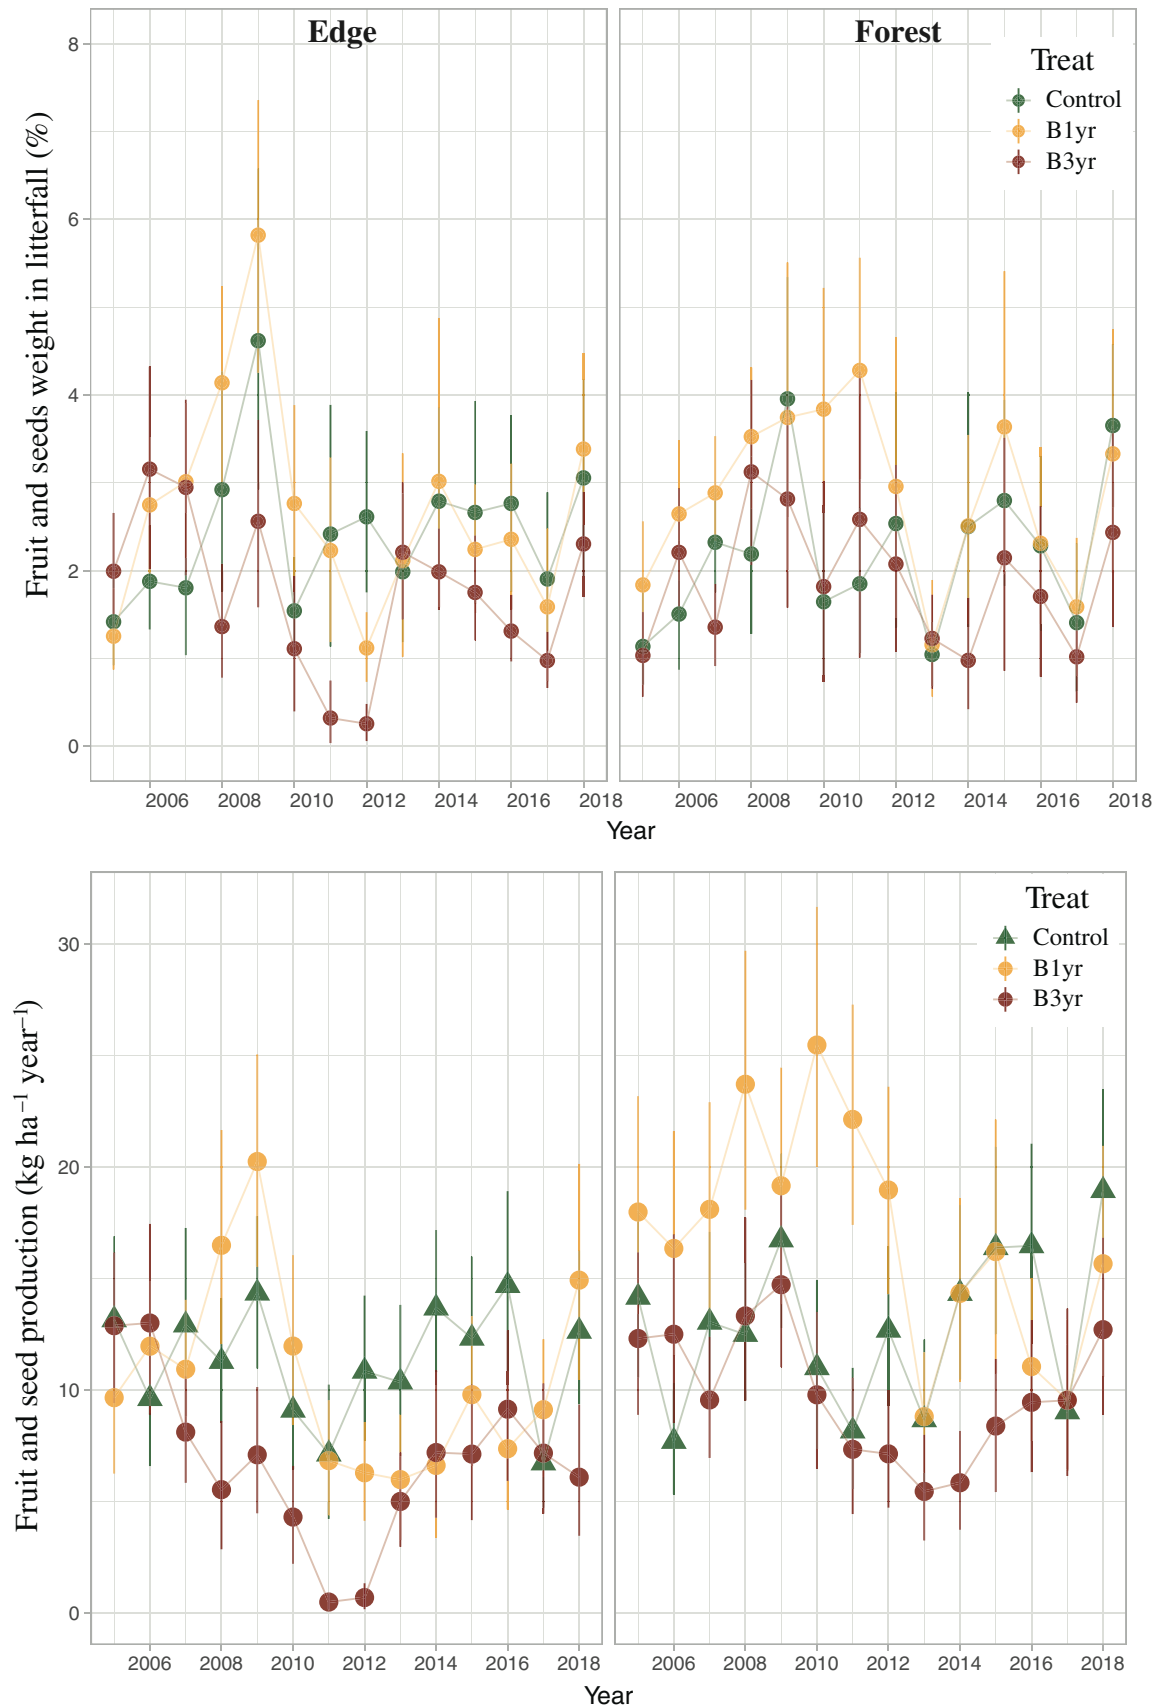 Edge
Forest
Treat
Control
B1yr
B3yr
Fruit and seeds weight in litterfall (%)
8
6
4
2
0
2006 2008 2010 2012 2014 2016 2018
2006 2008 2010 2012 2014 2016 2018
Year
Treat
Control
B1yr
B3yr
Fruit and seed production (kg ha⁻¹ year⁻¹)
30
20
10
0
2006 2008 2010 2012 2014 2016 2018
2006 2008 2010 2012 2014 2016 2018
Year